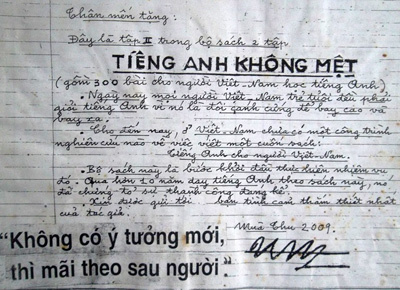 Thân mến tặng:
Đây là tập II trong bộ sách 2 tập
TIẾNG ANH KHÔNG MỆT
(gồm 300 bài cho người Việt-Nam học tiếng Anh)
- Ngày nay mọi người Việt-Nam trẻ tuổi đều phải
giỏi tiếng Anh vì nó là đôi cánh cứng để bay cao và
bay xa.
- Cho đến nay, ở Việt-Nam chưa có một công trình
nghiên cứu nào về việc viết một cuốn sách:
Tiếng Anh cho người Việt-Nam.
- Bộ sách này là bước khởi đầu thực hiện nhiệm vụ
đó. Qua hơn 10 năm dạy tiếng Anh theo sách này, nó
đã chứng tỏ sự thành công đáng kể.
- Xin được gửi tới bạn tình cảm thắm thiết nhất
của tác giả.
Mùa Thu 2009.
"Không có ý tưởng mới,
thì mãi theo sau người".